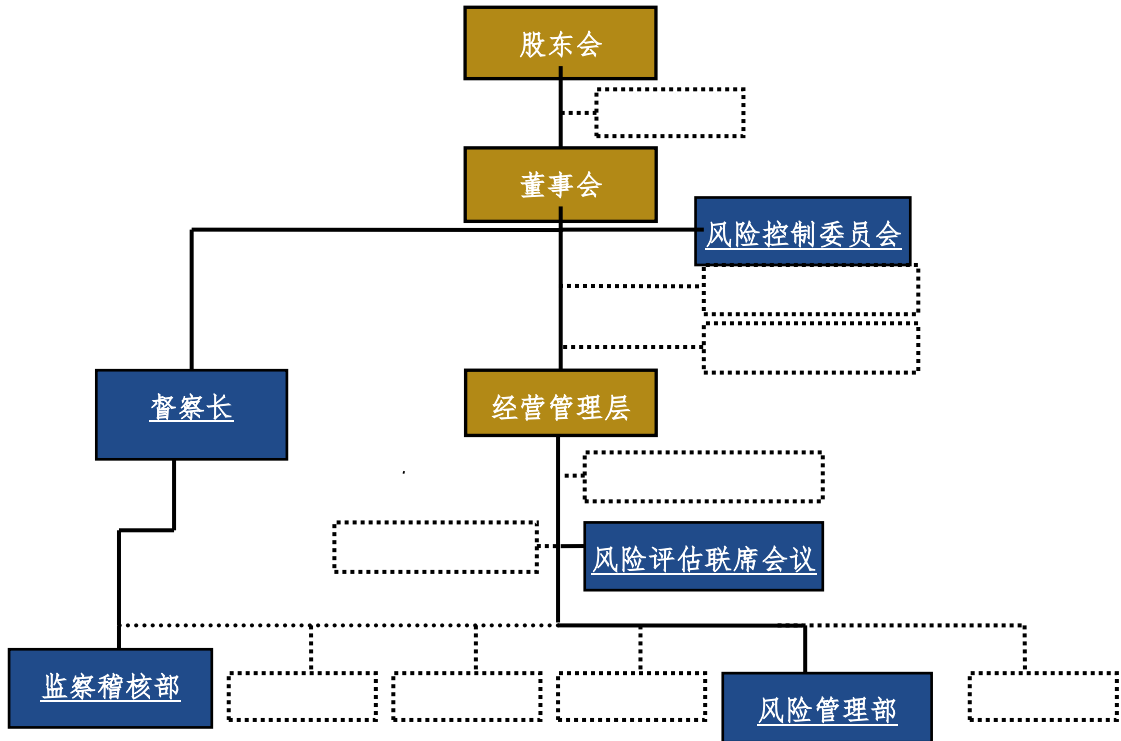 股东会
董事会
风险控制委员会
督察长
经营管理层
风险评估联席会议
监察稽核部
风险管理部